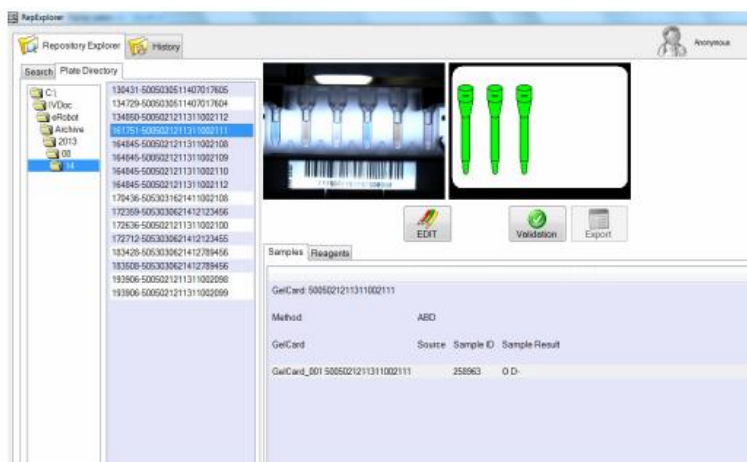 RepExplorer
Repository Explorer
History
Anonymous
Search
Plate Directory
C:\
IVDoc
eRobot
Archive
2013
08
14
130431-5005030511407017605
134729-5005030511407017604
134850-5005021211311002112
161751-5005021211311002111
164845-5005021211311002108
164845-5005021211311002109
164845-5005021211311002110
164845-5005021211311002112
170436-5053031621411002108
172359-5053030621412123456
172636-5005021211311002100
172712-5053030621412123455
183428-5053030621412789456
183508-5053030621412789456
193906-5005021211311002098
193906-5005021211311002099
EDIT
Validation
Export
Samples
Reagents
GelCard: 5005021211311002111
Method ABD
GelCard Source Sample ID Sample Result
GelCard_001 5005021211311002111 258963 O D-